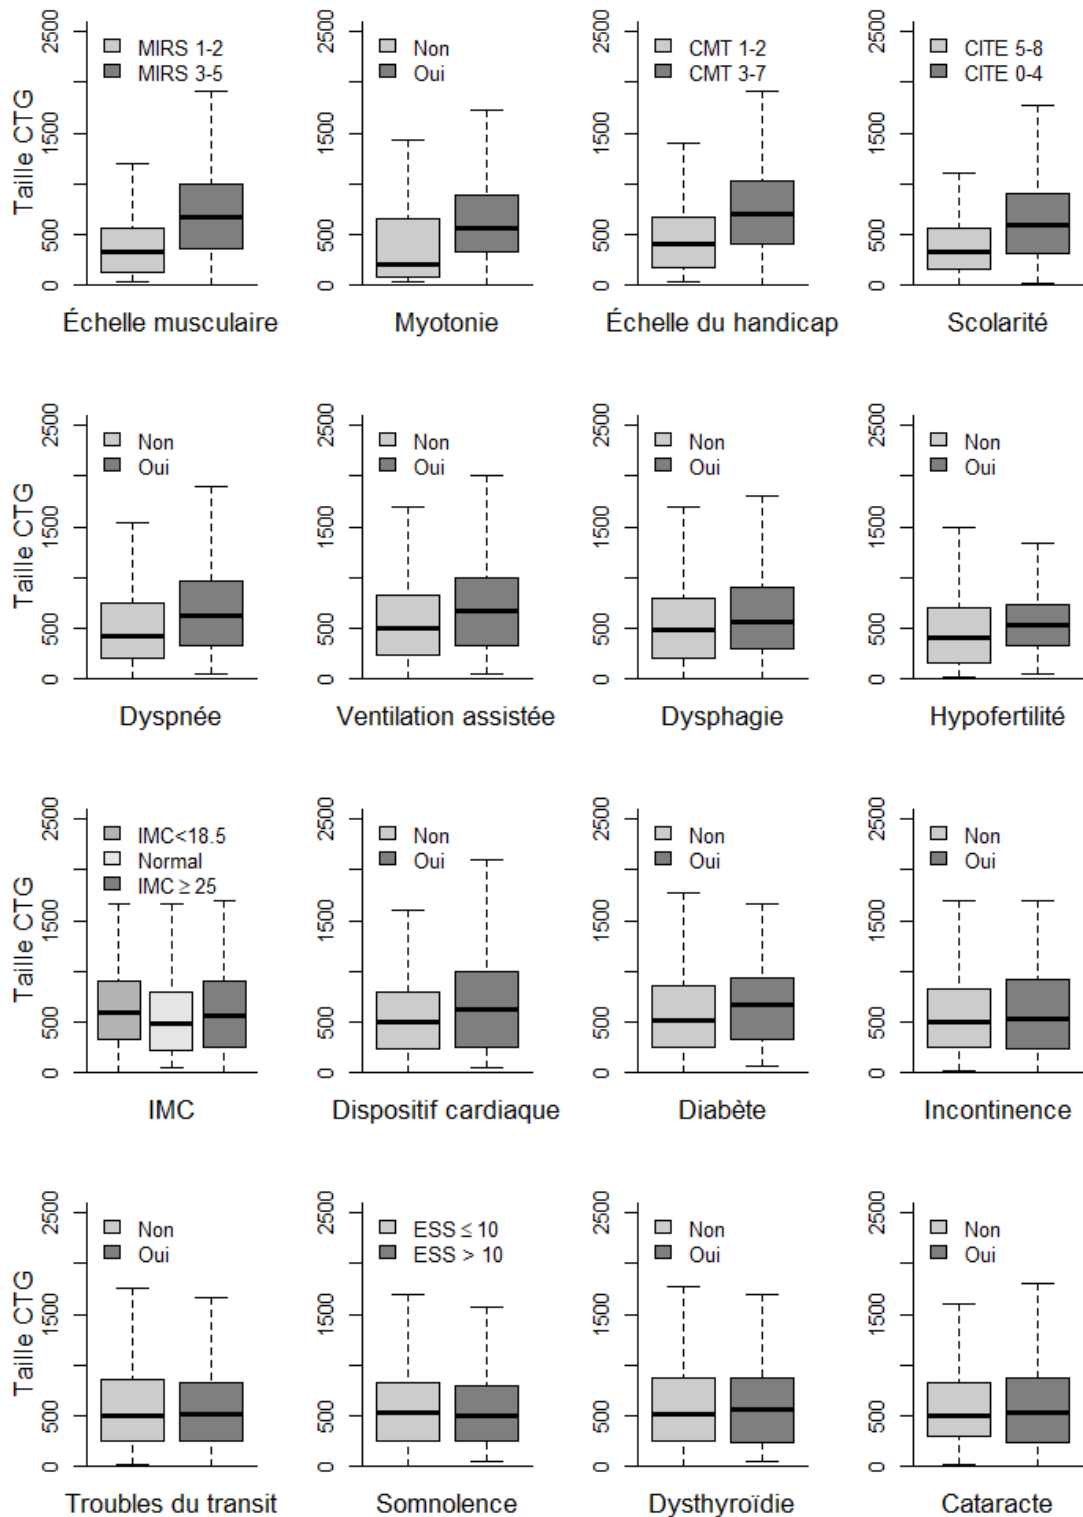 Taille CTG
2500
1500
500
0
MIRS 1-2
MIRS 3-5
Échelle musculaire
2500
1500
500
0
Non
Oui
Myotonie
2500
1500
500
0
CMT 1-2
CMT 3-7
Échelle du handicap
2500
1500
500
0
CITE 5-8
CITE 0-4
Scolarité
Taille CTG
2500
1500
500
0
Non
Oui
Dyspnée
2500
1500
500
0
Non
Oui
Ventilation assistée
2500
1500
500
0
Non
Oui
Dysphagie
2500
1500
500
0
Non
Oui
Hypofertilité
Taille CTG
2500
1500
500
0
IMC<18.5
Normal
IMC ≥ 25
IMC
2500
1500
500
0
Non
Oui
Dispositif cardiaque
2500
1500
500
0
Non
Oui
Diabète
2500
1500
500
0
Non
Oui
Incontinence
Taille CTG
2500
1500
500
0
Non
Oui
Troubles du transit
2500
1500
500
0
ESS ≤ 10
ESS > 10
Somnolence
2500
1500
500
0
Non
Oui
Dysthyroïdie
2500
1500
500
0
Non
Oui
Cataracte